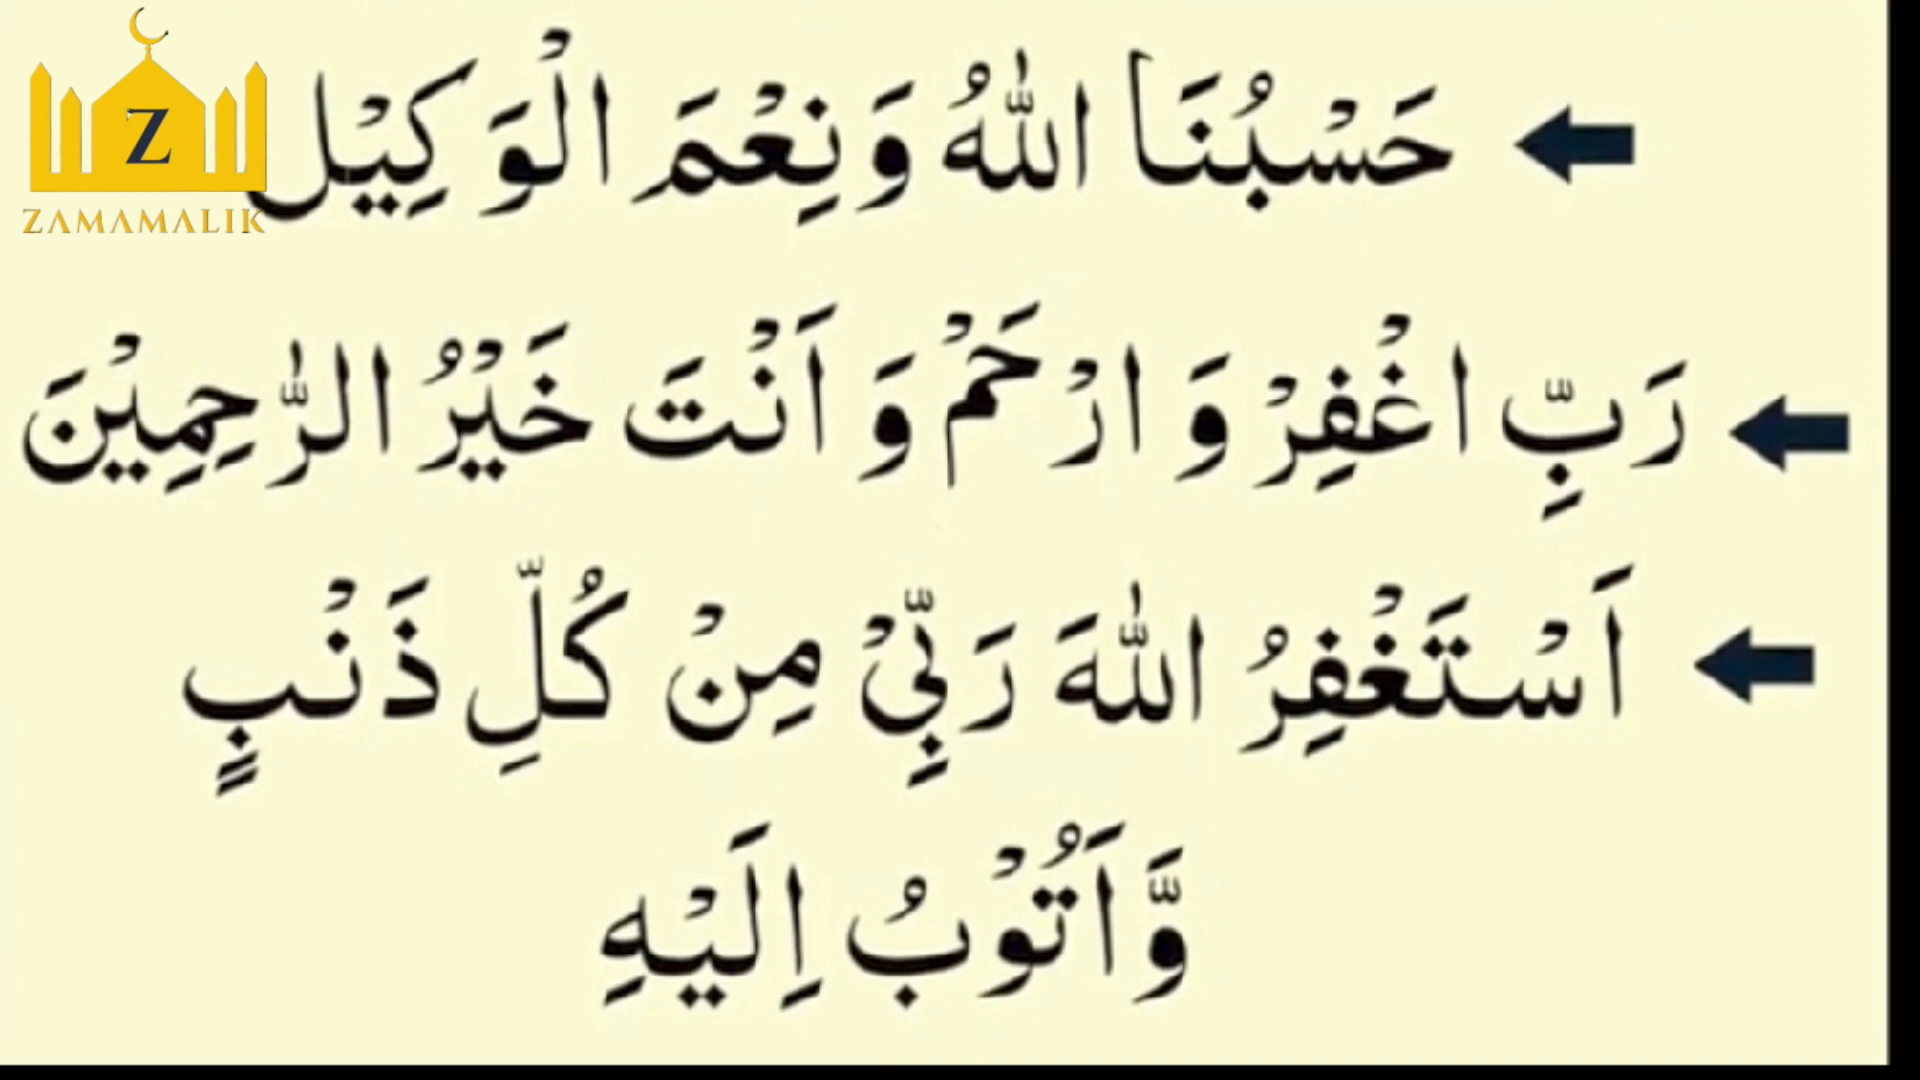 Z
ZAMAMALIK
حَسْبُنَا اللّٰهُ وَنِعْمَ الْوَكِيْل
رَبِّ اغْفِرْ وَ ارْحَمْ وَ اَنْتَ خَيْرُ الرّٰحِمِيْنَ
اَسْتَغْفِرُ اللّٰهَ رَبِّيْ مِنْ كُلِّ ذَنْبٍ
وَّاَتُوْبُ اِلَيْهِ